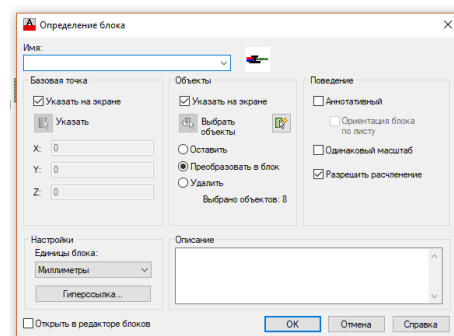 Определение блока
Имя:
Базовая точка
Указать на экране
Указать
X: 0
Y: 0
Z: 0
Объекты
Указать на экране
Выбрать
объекты
Оставить
Преобразовать в блок
Удалить
Выбрано объектов: 8
Поведение
Аннотативный
Ориентация блока
по листу
Одинаковый масштаб
Разрешить расчленение
Настройки
Единицы блока:
Миллиметры
Гиперссылка...
Описание
Открыть в редакторе блоков
ОК
Отмена
Справка